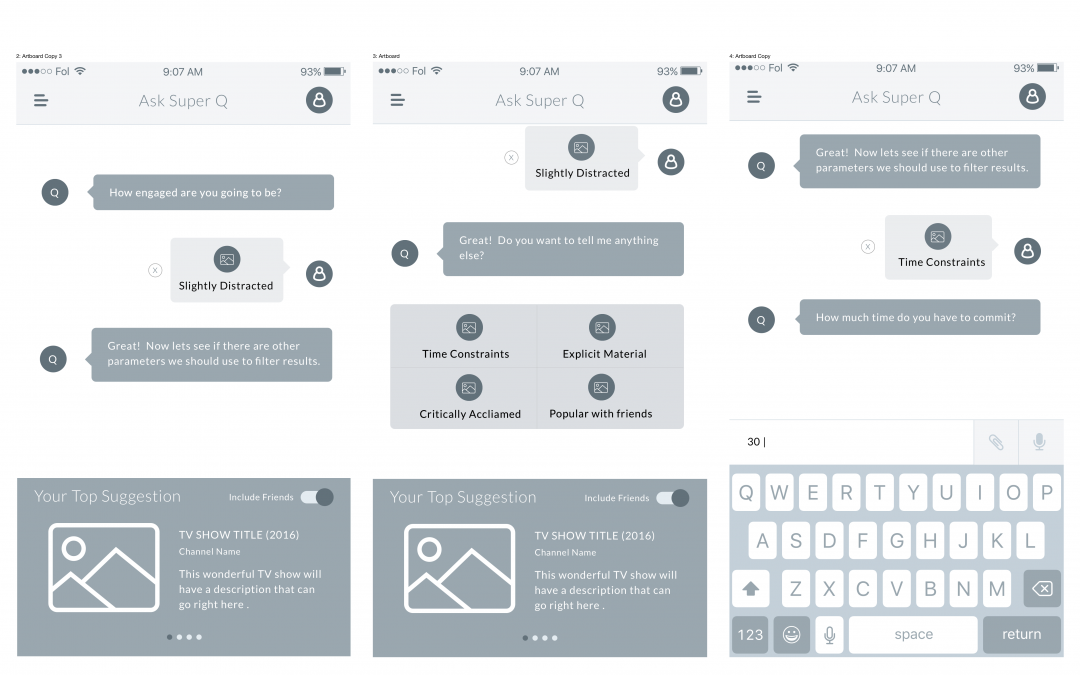 2: Artboard Copy 3
Fol 9:07 AM 93%
Ask Super Q
Q
How engaged are you going to be?
X
Slightly Distracted
Q
Great! Now lets see if there are other
parameters we should use to filter results.
Your Top Suggestion
Include Friends
TV SHOW TITLE (2016)
Channel Name
This wonderful TV show will
have a description that can
go right here .
3: Artboard
Fol 9:07 AM 93%
Ask Super Q
X
Slightly Distracted
Q
Great! Do you want to tell me anything
else?
Time Constraints
Explicit Material
Critically Accliamed
Popular with friends
Your Top Suggestion
Include Friends
TV SHOW TITLE (2016)
Channel Name
This wonderful TV show will
have a description that can
go right here .
4: Artboard Copy
Fol 9:07 AM 93%
Ask Super Q
Q
Great! Now lets see if there are other
parameters we should use to filter results.
X
Time Constraints
Q
How much time do you have to commit?
30 |
Q W E R T Y U I O P
A S D F G H J K L
Z X C V B N M
123 space return